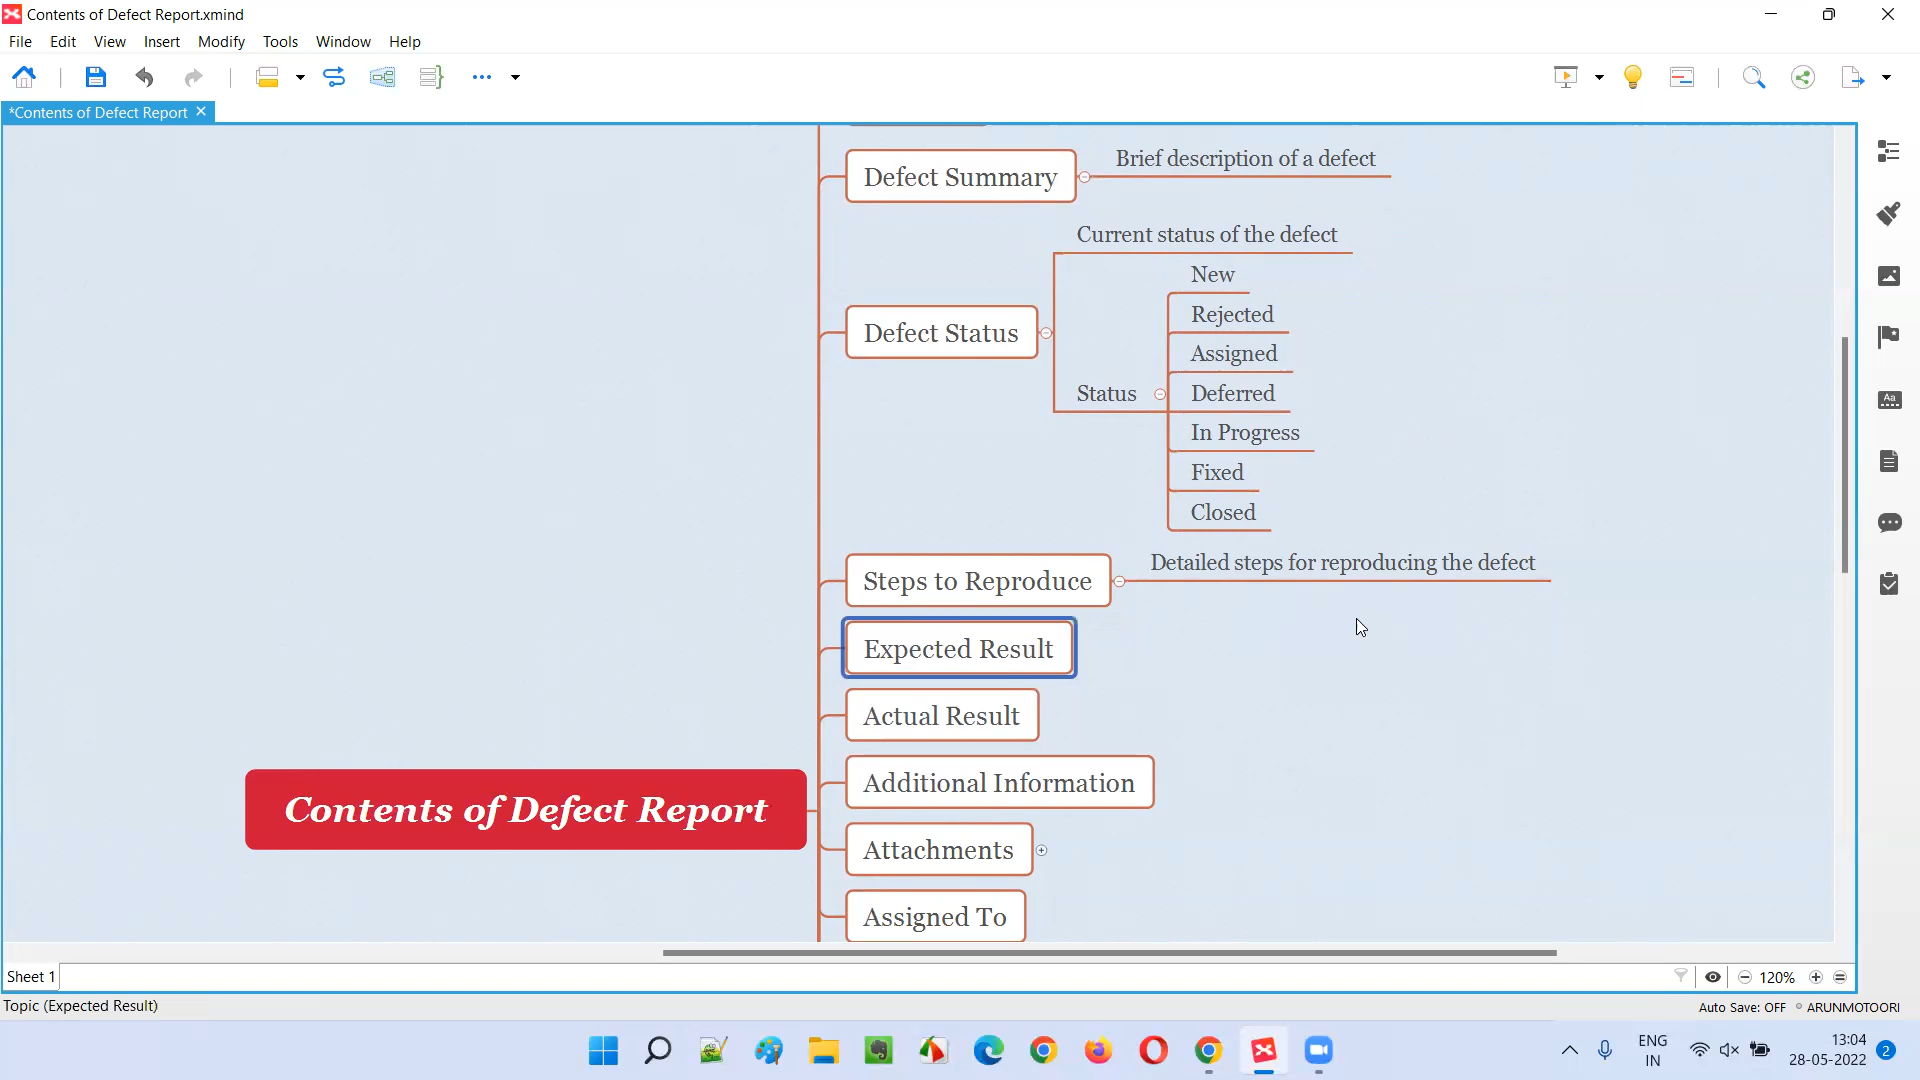 Contents of Defect Report.xmind
File Edit View Insert Modify Tools Window Help
*Contents of Defect Report
Defect Summary
Brief description of a defect
Current status of the defect
New
Rejected
Defect Status
Assigned
Status
Deferred
In Progress
Fixed
Closed
Steps to Reproduce
Detailed steps for reproducing the defect
Expected Result
Actual Result
Additional Information
Contents of Defect Report
Attachments
Assigned To
Sheet 1
120%
Topic (Expected Result)
Auto Save: OFF ARUNMOTOORI
ENG
IN
13:04
28-05-2022
2
Aa